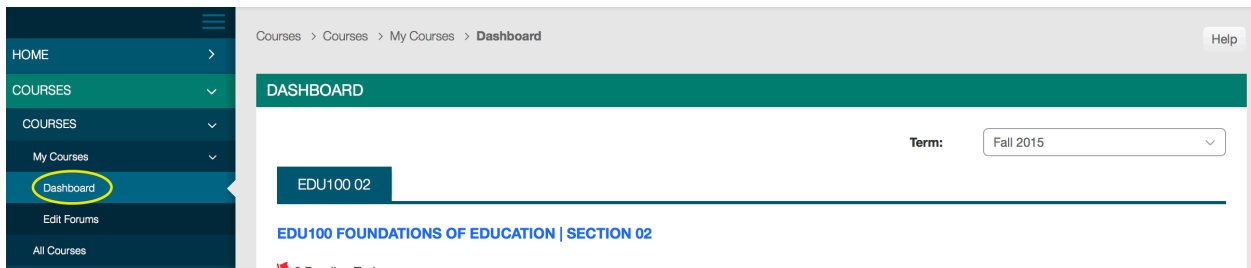 HOME
COURSES
COURSES
My Courses
Dashboard
Edit Forums
All Courses
Courses > Courses > My Courses > Dashboard
Help
DASHBOARD
Term: Fall 2015
EDU100 02
EDU100 FOUNDATIONS OF EDUCATION | SECTION 02